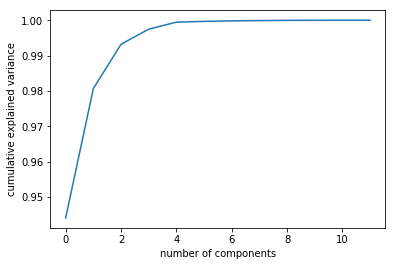 1.00
0.99
0.98
0.97
0.96
0.95
cumulative explained variance
0 2 4 6 8 10
number of components